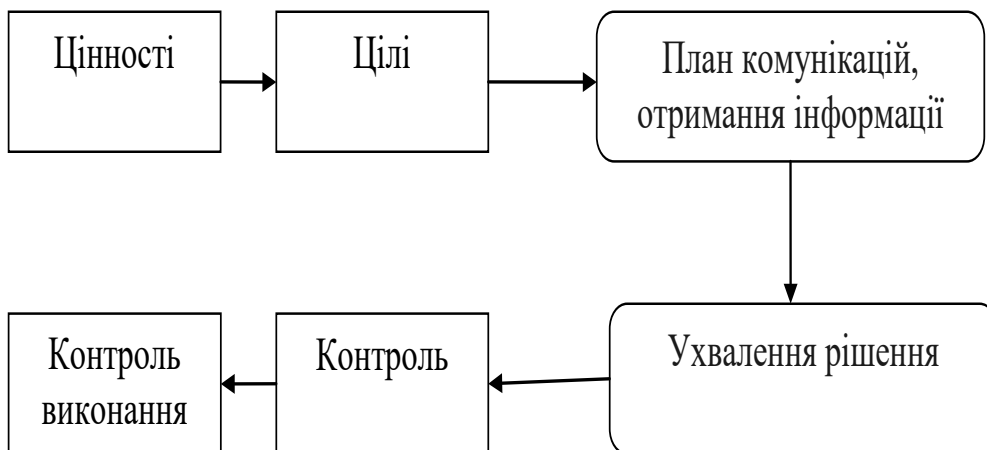 Цінності
Цілі
План комунікацій,
отримання інформації
Ухвалення рішення
Контроль
Контроль
виконання